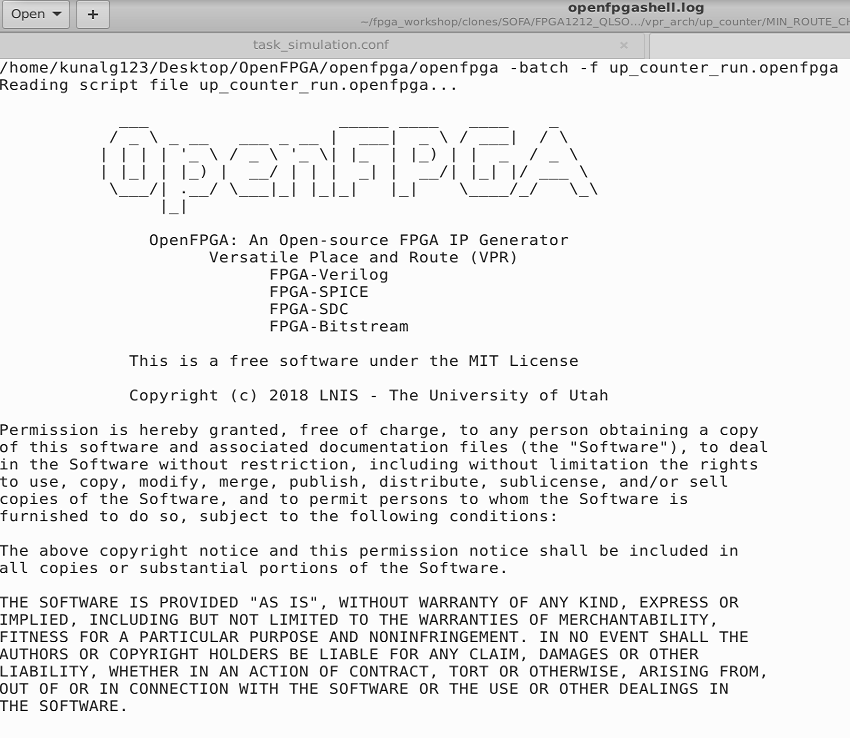 Open
+
openfpgashell.log
~/fpga_workshop/clones/SOFA/FPGA1212_QLSO.../vpr_arch/up_counter/MIN_ROUTE_CH
task_simulation.conf
/home/kunalg123/Desktop/OpenFPGA/openfpga/openfpga -batch -f up_counter_run.openfpga
Reading script file up_counter_run.openfpga...
OpenFPGA
OpenFPGA: An Open-source FPGA IP Generator
Versatile Place and Route (VPR)
FPGA-Verilog
FPGA-SPICE
FPGA-SDC
FPGA-Bitstream
This is a free software under the MIT License
Copyright (c) 2018 LNIS - The University of Utah
Permission is hereby granted, free of charge, to any person obtaining a copy
of this software and associated documentation files (the "Software"), to deal
in the Software without restriction, including without limitation the rights
to use, copy, modify, merge, publish, distribute, sublicense, and/or sell
copies of the Software, and to permit persons to whom the Software is
furnished to do so, subject to the following conditions:
The above copyright notice and this permission notice shall be included in
all copies or substantial portions of the Software.
THE SOFTWARE IS PROVIDED "AS IS", WITHOUT WARRANTY OF ANY KIND, EXPRESS OR
IMPLIED, INCLUDING BUT NOT LIMITED TO THE WARRANTIES OF MERCHANTABILITY,
FITNESS FOR A PARTICULAR PURPOSE AND NONINFRINGEMENT. IN NO EVENT SHALL THE
AUTHORS OR COPYRIGHT HOLDERS BE LIABLE FOR ANY CLAIM, DAMAGES OR OTHER
LIABILITY, WHETHER IN AN ACTION OF CONTRACT, TORT OR OTHERWISE, ARISING FROM,
OUT OF OR IN CONNECTION WITH THE SOFTWARE OR THE USE OR OTHER DEALINGS IN
THE SOFTWARE.